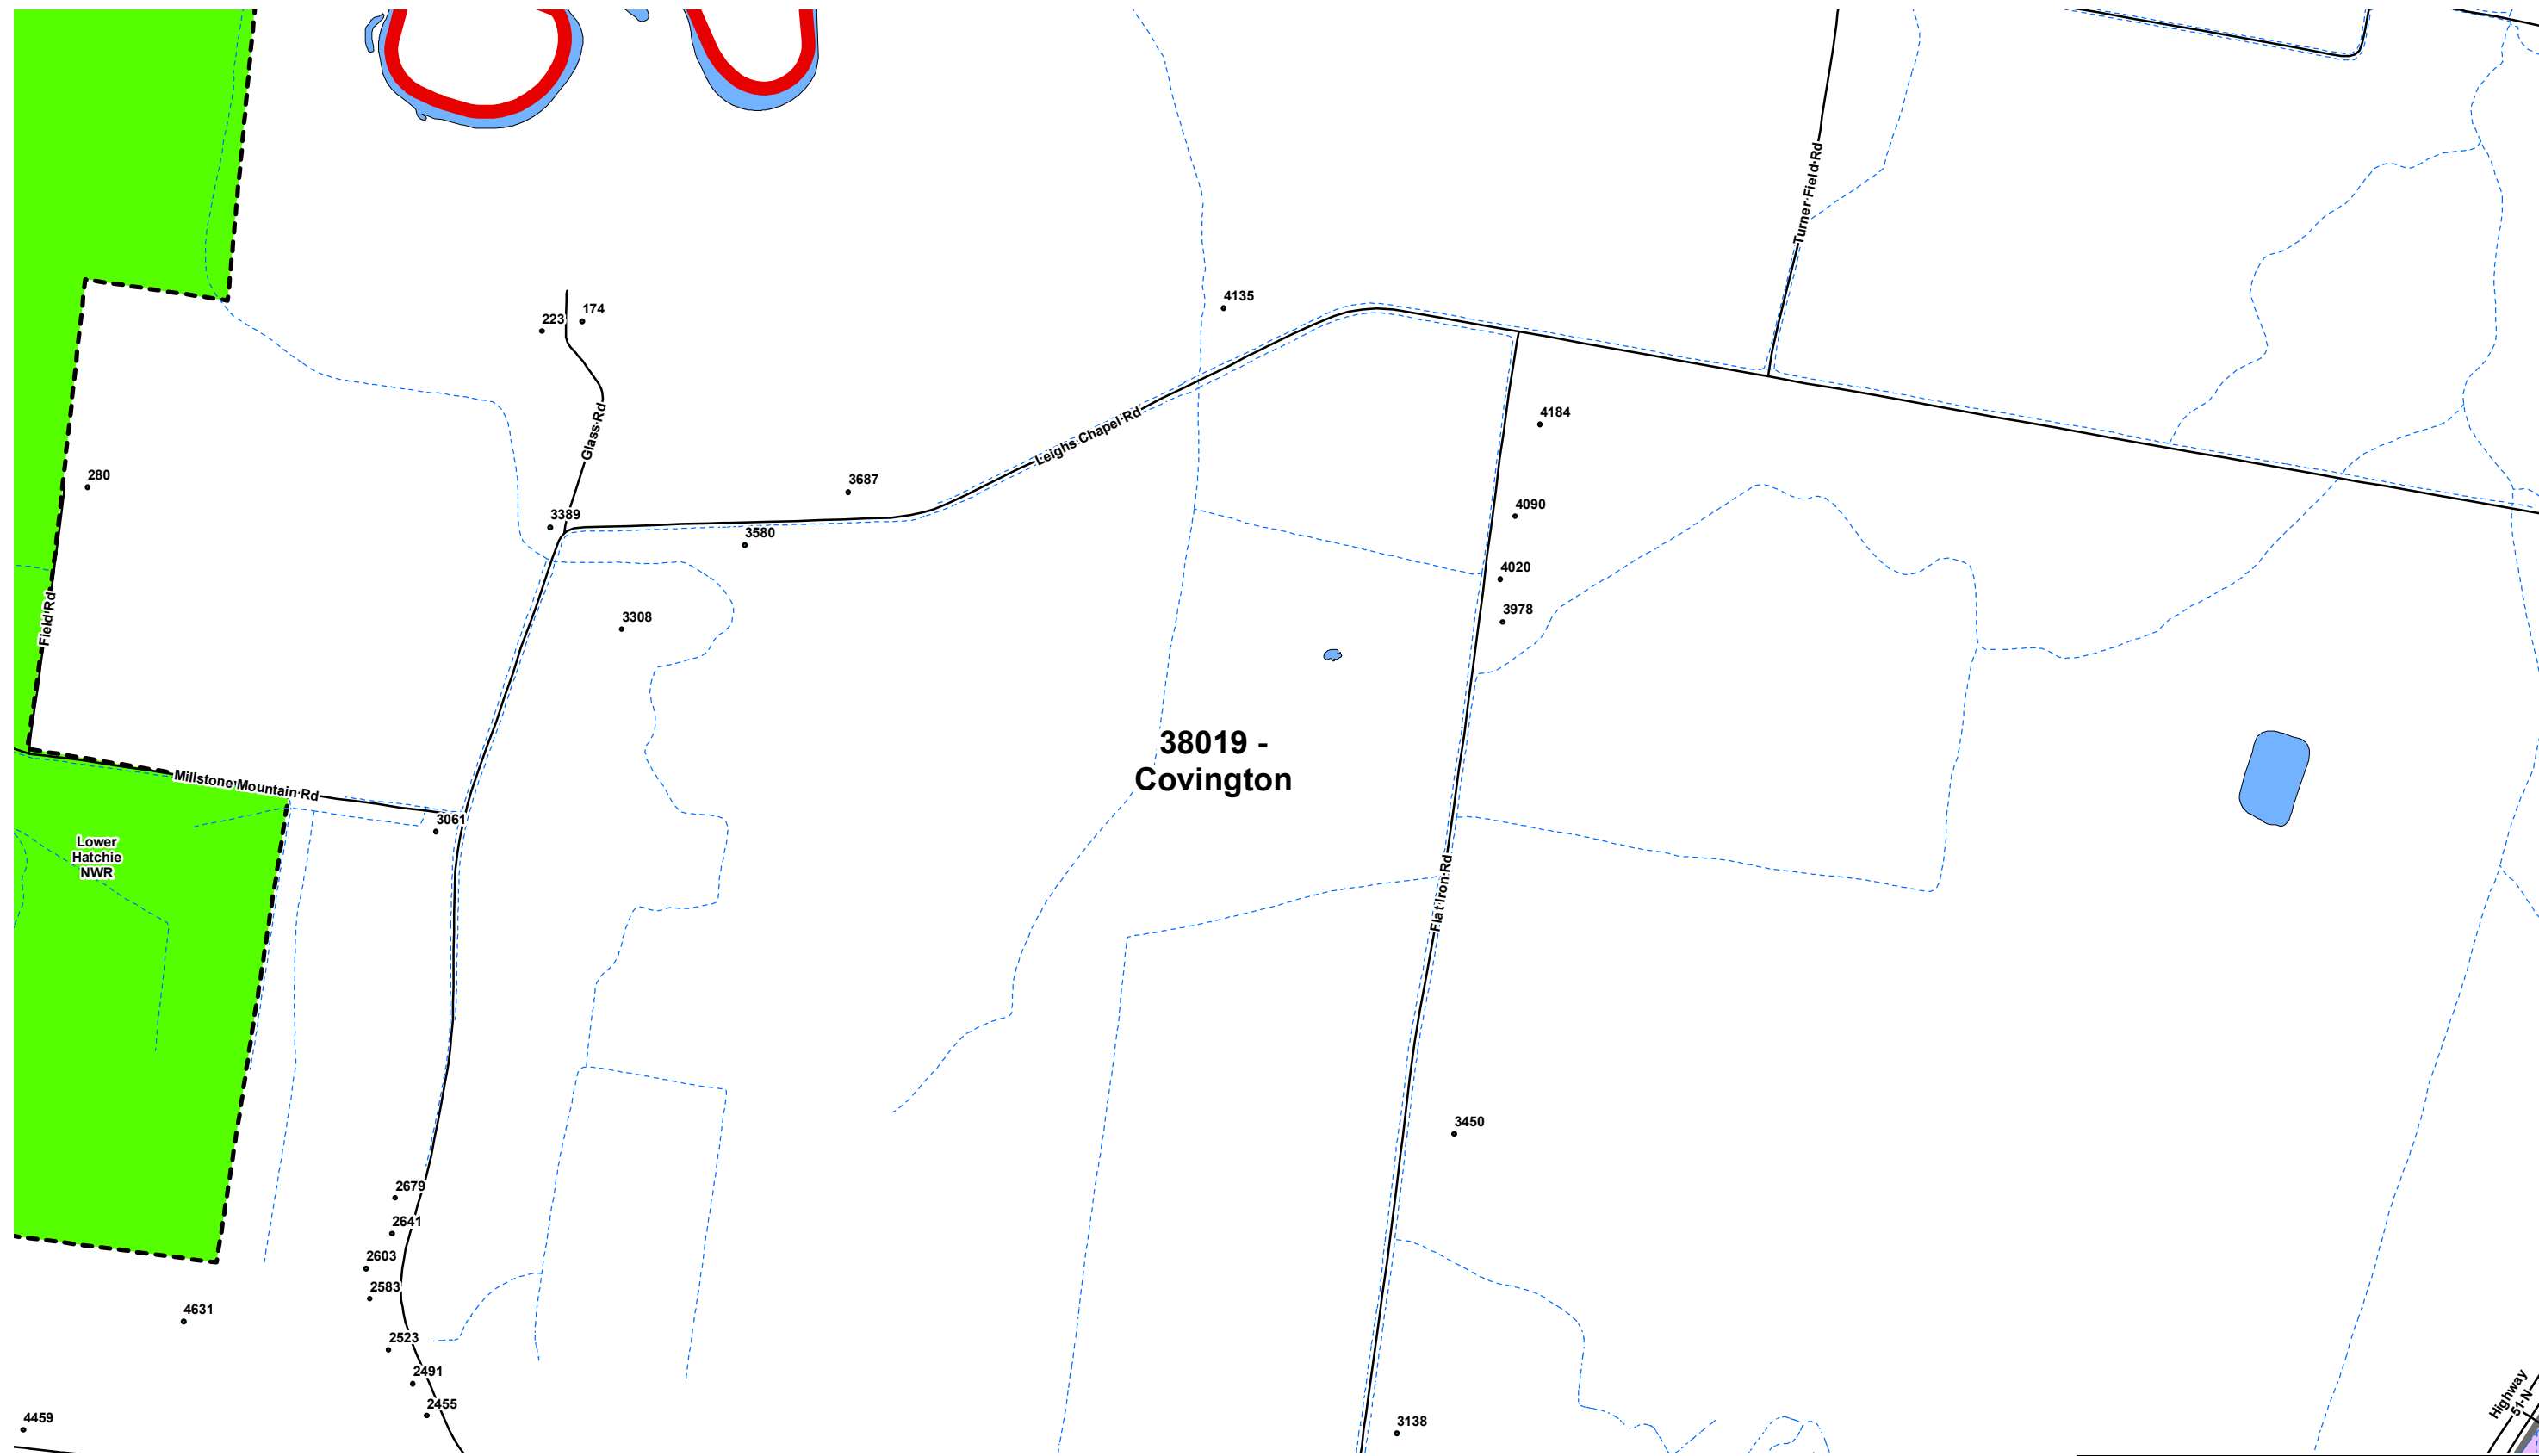 Turner Field Rd
4135
174
223
4184
Glass Rd
Leighs Chapel Rd
280
3687
4090
3389
3580
4020
Field Rd
3978
3308
38019 -
Covington
Millstone Mountain Rd
3061
Lower
Hatchie
NWR
Flat Iron Rd
3450
2679
2641
2603
2583
4631
2523
2491
2455
4459
3138
Highway
51 N